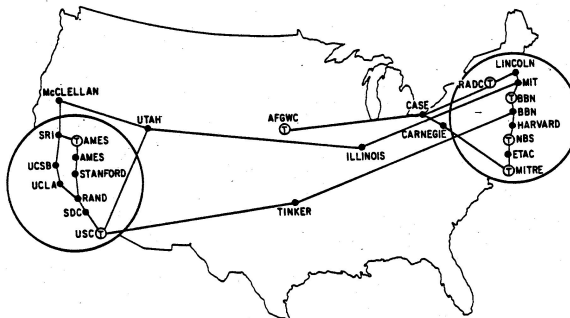 LINCOLN
RADC T
MIT
McCLELLAN
T BBN
CASE
BBN
UTAH
AFGWC
T
HARVARD
CARNEGIE
SRI
T AMES
T NBS
ILLINOIS
AMES
ETAC
UCSB
STANFORD
T MITRE
UCLA
RAND
TINKER
SDC
USC T